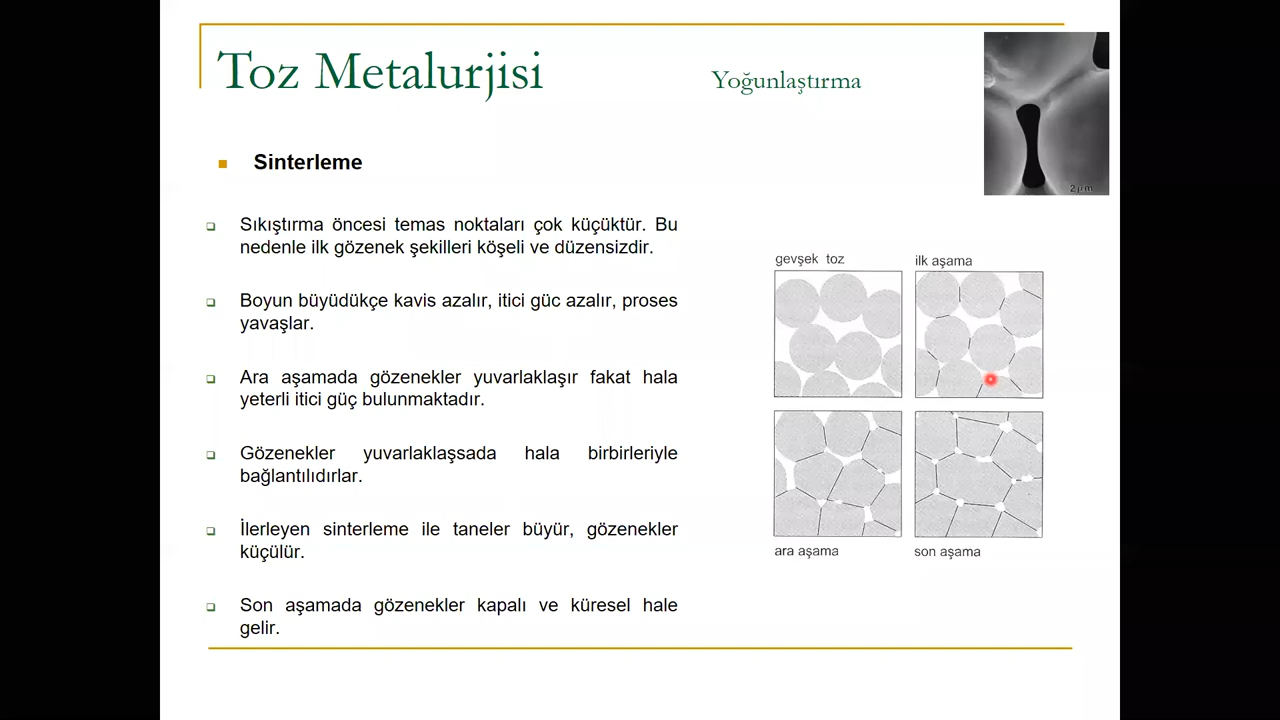 Toz Metalurjisi
Yoğunlaştırma
2µm
Sinterleme
Sıkıştırma öncesi temas noktaları çok küçüktür. Bu
nedenle ilk gözenek şekilleri köşeli ve düzensizdir.
Boyun büyüdükçe kavis azalır, itici güc azalır, proses
yavaşlar.
Ara aşamada gözenekler yuvarlaklaşır fakat hala
yeterli itici güç bulunmaktadır.
Gözenekler yuvarlaklaşsada hala birbirleriyle
bağlantılıdırlar.
İlerleyen sinterleme ile taneler büyür, gözenekler
küçülür.
Son aşamada gözenekler kapalı ve küresel hale
gelir.
gevşek toz
ilk aşama
ara aşama
son aşama